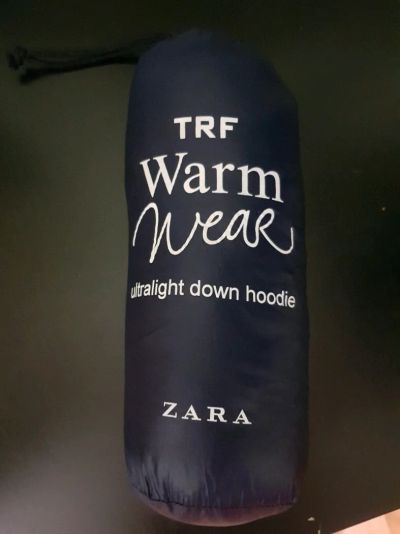 TRF
Warm
Wear
ultralight down hoodie
ZARA